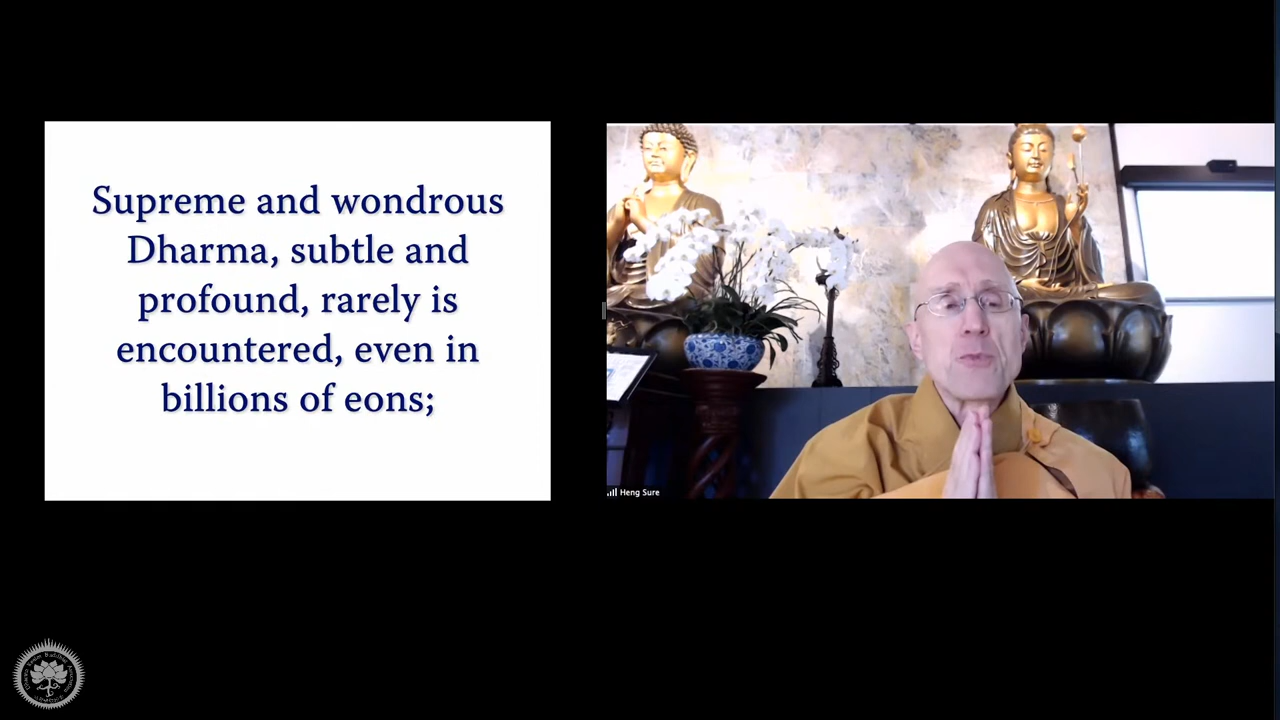 Supreme and wondrous
Dharma, subtle and
profound, rarely is
encountered, even in
billions of eons;
Heng Sure